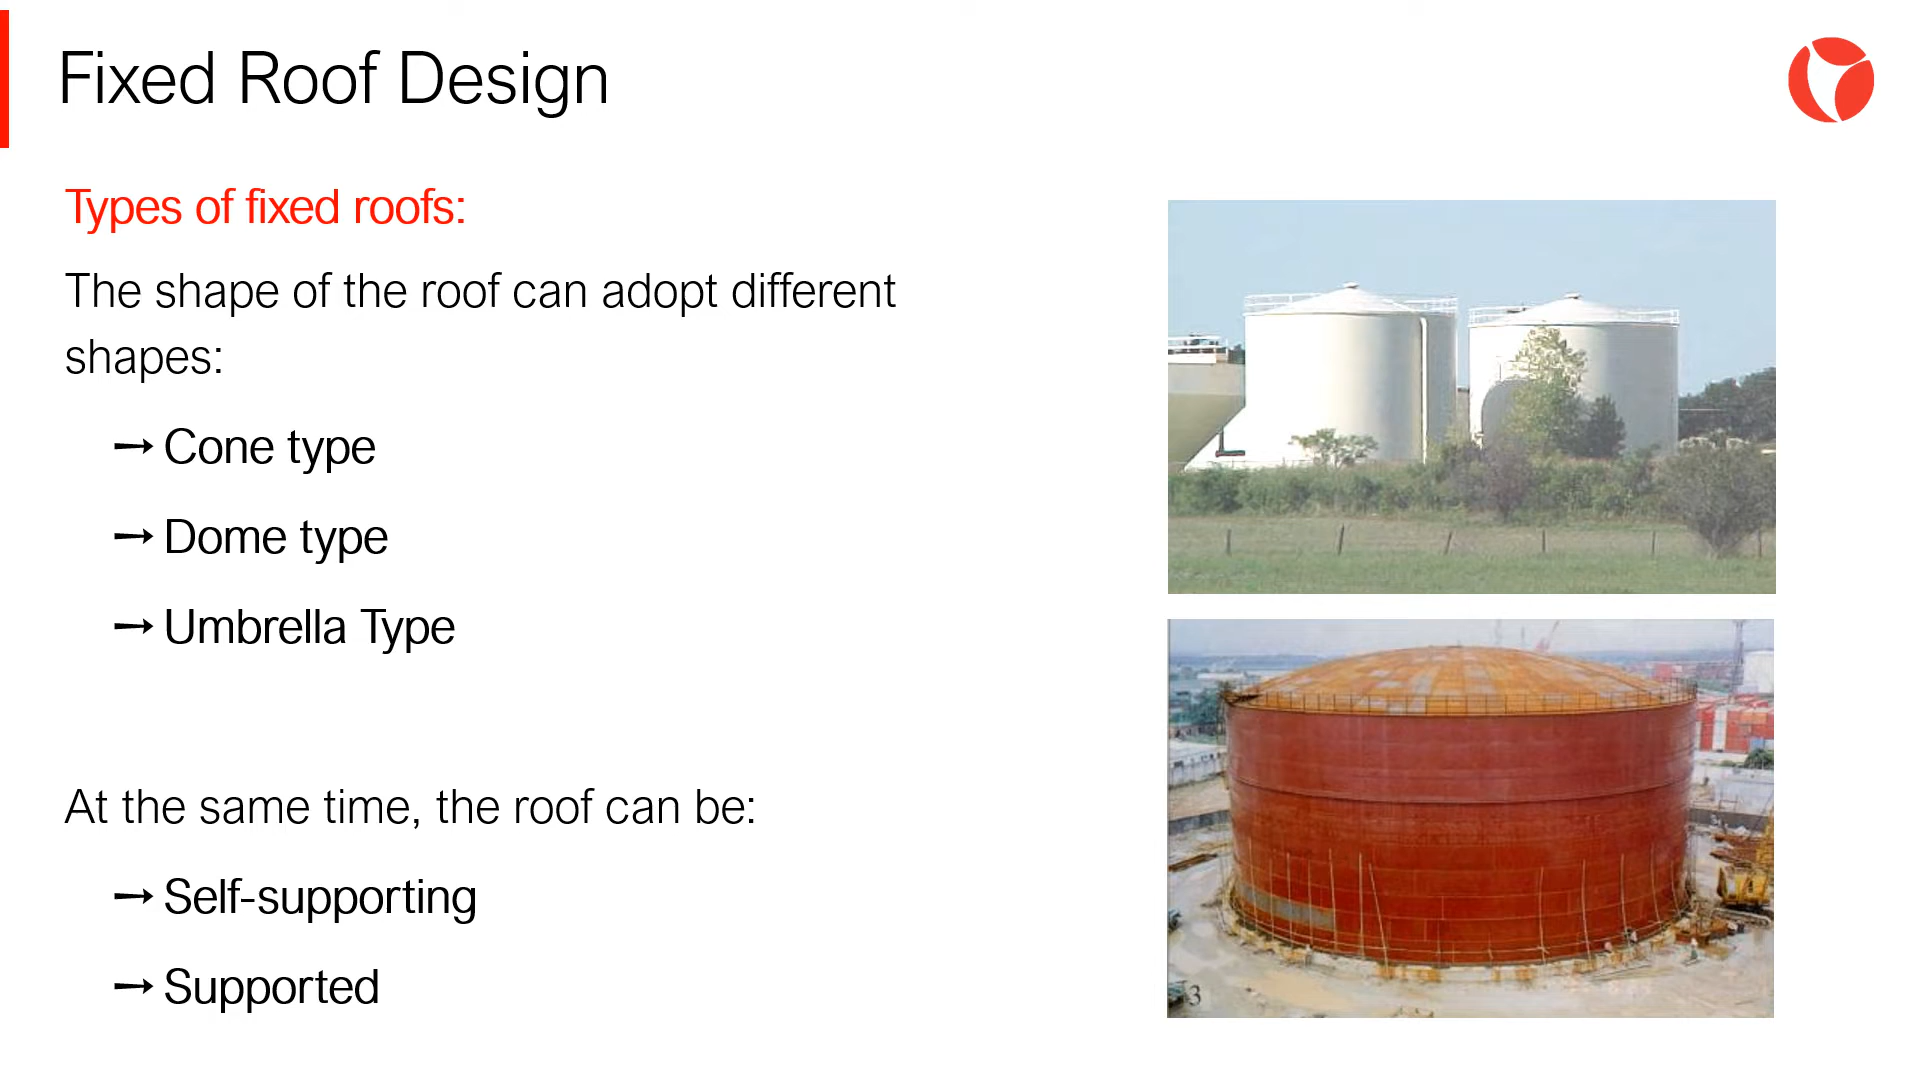 Fixed Roof Design
Types of fixed roofs:
The shape of the roof can adopt different
shapes:
→ Cone type
→ Dome type
→ Umbrella Type
At the same time, the roof can be:
→ Self-supporting
→ Supported
3